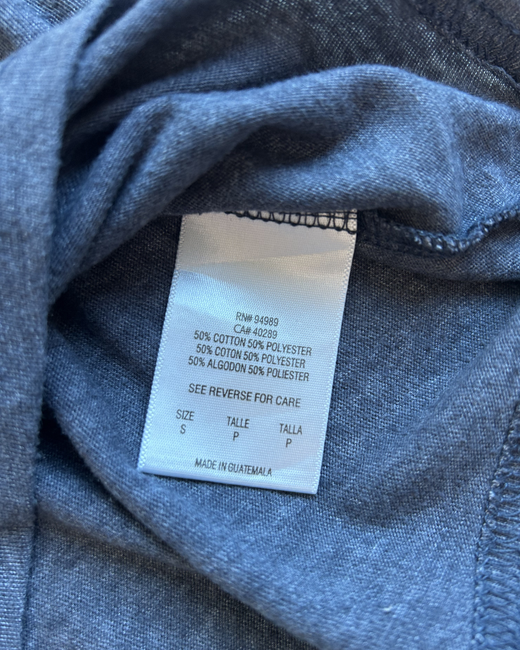 RN# 94989
CA# 40289
50% COTTON 50% POLYESTER
50% COTON 50% POLYESTER
50% ALGODON 50% POLIESTER
SEE REVERSE FOR CARE
SIZE TALLE TALLA
S P P
MADE IN GUATEMALA